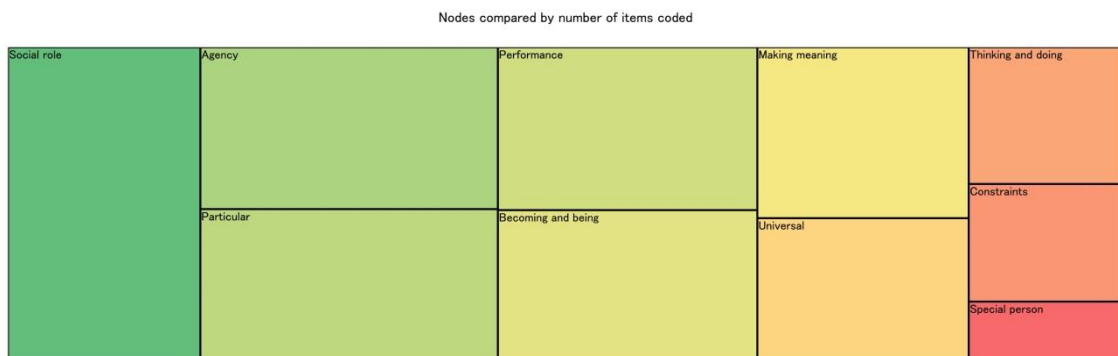 Nodes compared by number of items coded
Social role
Agency
Performance
Making meaning
Thinking and doing
Constraints
Particular
Becoming and being
Universal
Special person